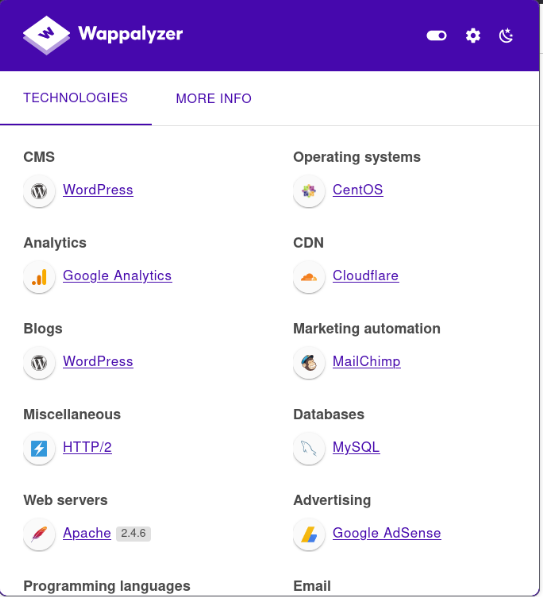 Wappalyzer
TECHNOLOGIES MORE INFO
CMS
WordPress
Operating systems
CentOS
Analytics
Google Analytics
CDN
Cloudflare
Blogs
WordPress
Marketing automation
MailChimp
Miscellaneous
HTTP/2
Databases
MySQL
Web servers
Apache 2.4.6
Advertising
Google AdSense
Programming languages
Email